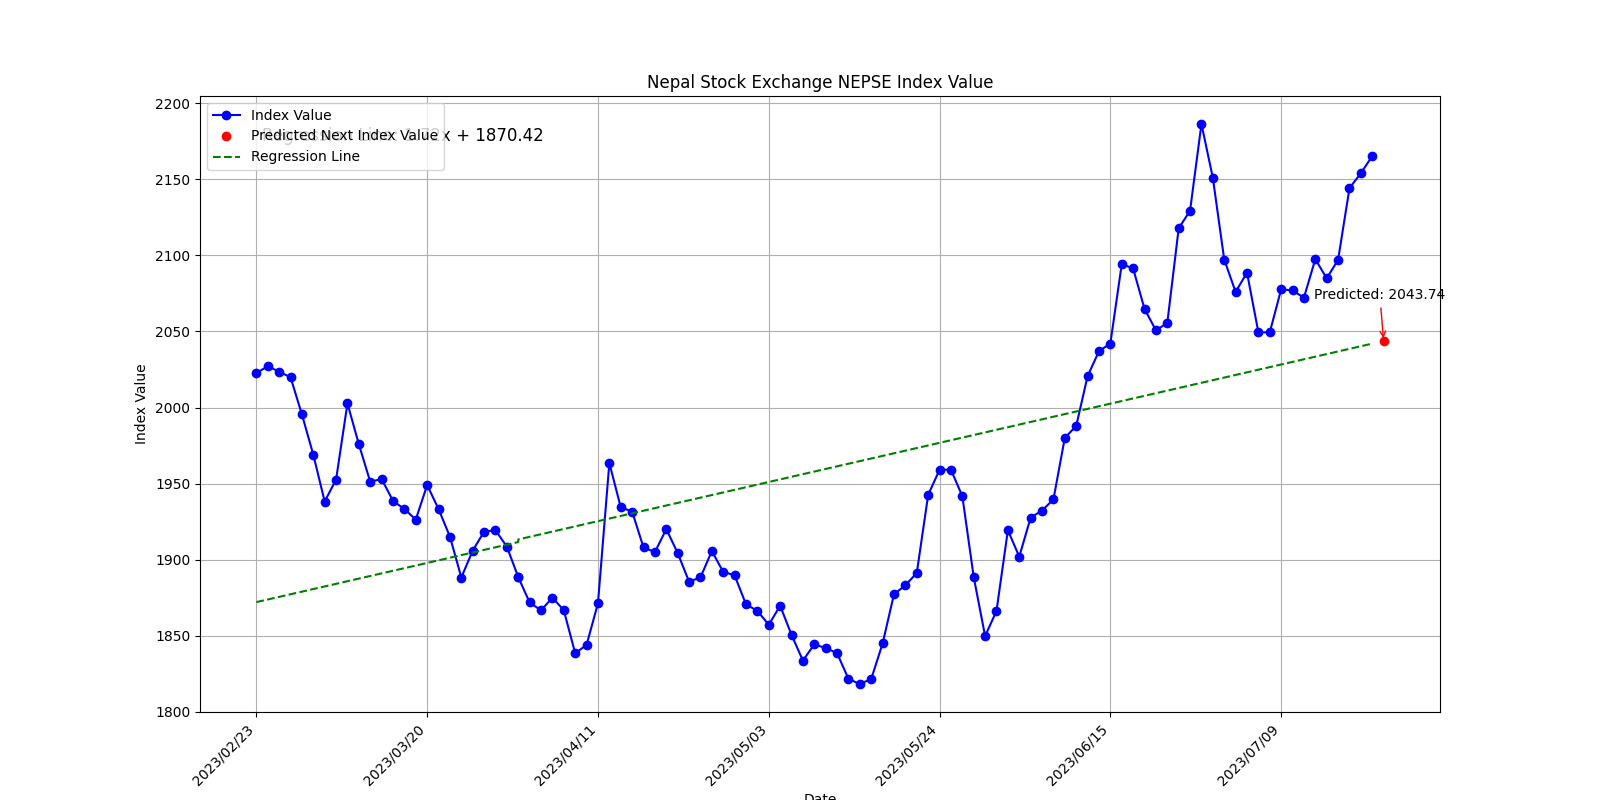 Nepal Stock Exchange NEPSE Index Value
Index Value
Predicted Next Index Value
x + 1870.42
Regression Line
2200
2150
2100
2050
2000
1950
1900
1850
1800
Index Value
Predicted: 2043.74
2023/02/23
2023/03/20
2023/04/11
2023/05/03
2023/05/24
2023/06/15
2023/07/09
Date